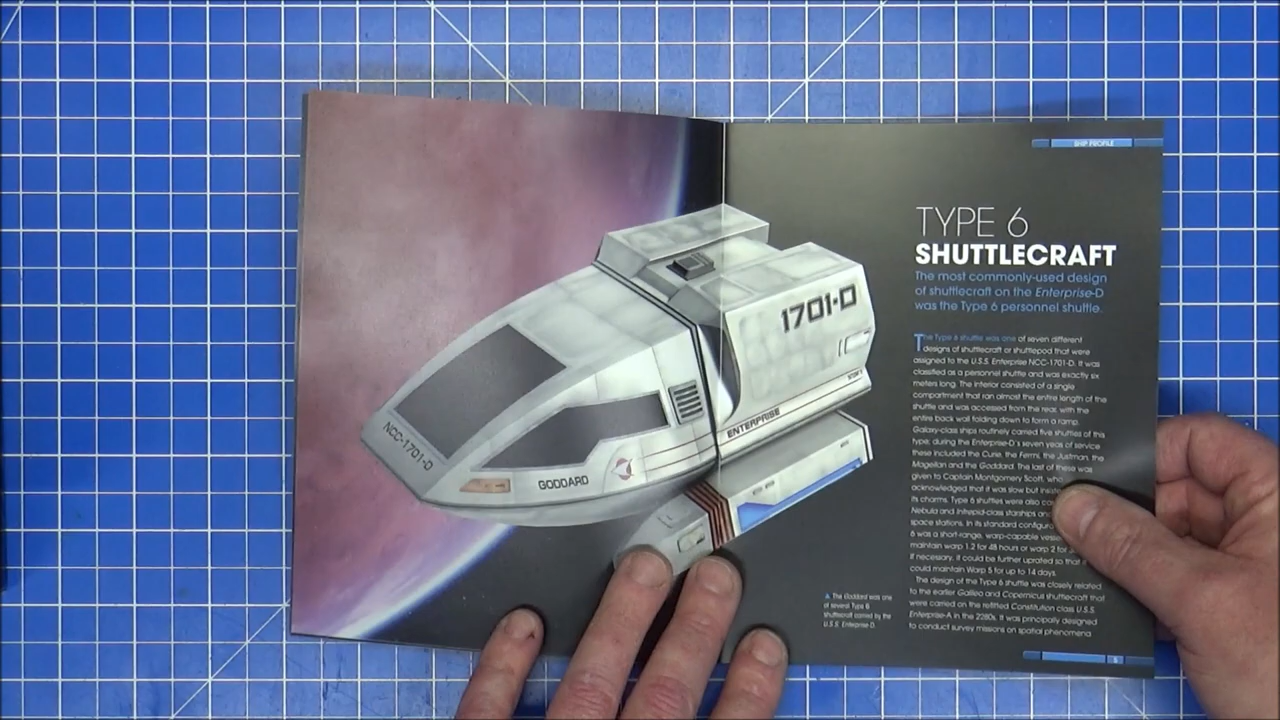 SHIP PROFILE
TYPE 6
SHUTTLECRAFT
The most commonly-used design
of shuttlecraft on the Enterprise-D
was the Type 6 personnel shuttle.
The Type 6 shuttle was one of seven different
designs of shuttlecraft or shuttlepod that were
assigned to the U.S.S. Enterprise NCC-1701-D. It was
classified as a personnel shuttle and was exactly six
meters long. The interior consisted of a single
compartment that ran almost the entire length of the
shuttle and was accessed from the rear, with the
entire back wall folding down to form a ramp.
Galaxy-class ships routinely carried five shuttles of this
type; during the Enterprise-D's seven years of service
these included the Curie, the Fermi, the Justman, the
Magellan and the Goddard. The last of these was
given to Captain Montgomery Scott, who
acknowledged that it was slow but
its charms. Type 6 shuttles were also
Nebula and Intrepid-class starships
space stations. In its standard
6 was a short-range, warp-capable
maintain warp 1.2 for 48 hours or warp 2 for
if necessary, it could be further uprated so that it
could maintain Warp 5 for up to 14 days.
The design of the Type 6 shuttle was closely related
to the earlier Galileo and Copernicus shuttlecraft that
were carried on the refitted Constitution class U.S.S.
Enterprise-A in the 2280s. It was principally designed
to conduct survey missions on spatial phenomena
1701-D
ENTERPRISE
NCC-1701-D
GODDARD
▲ The Goddard was one
of several Type 6
Shuttlecraft carried by the
U.S.S. Enterprise D.
5